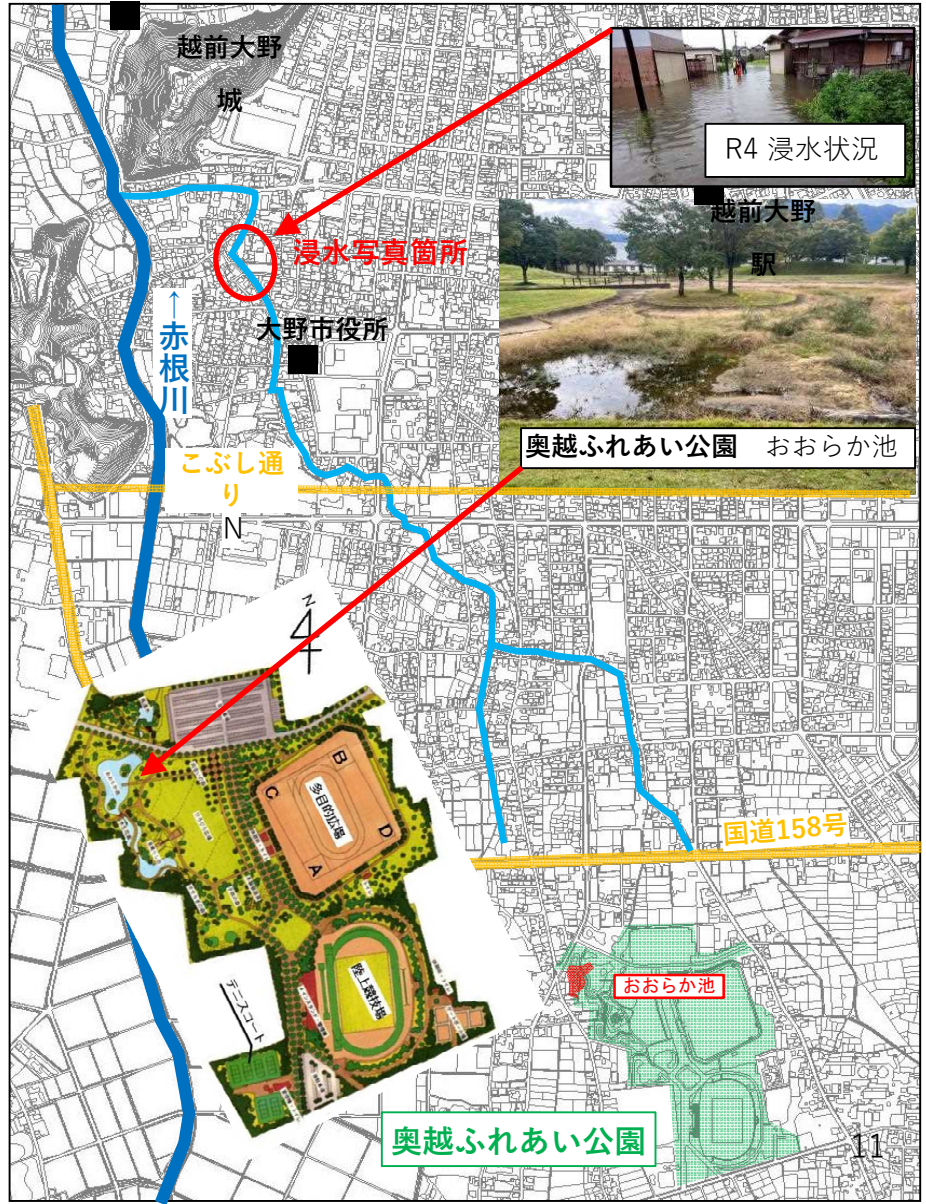 越前大野
城
R4 浸水状況
越前大野
駅
浸水写真箇所
大野市役所
↑赤根川
奥越ふれあい公園 おおらか池
こぶし通
り
N
N
多目的広場
A
B
C
D
陸上競技場
テニスコート
国道158号
おおらか池
奥越ふれあい公園
11